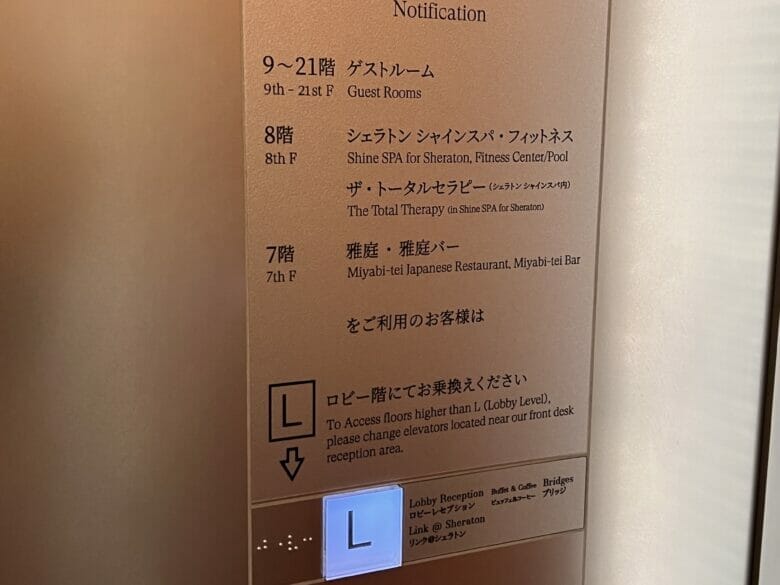 Notification
9〜21階 ゲストルーム
9th - 21st F Guest Rooms
8階 シェラトン シャインスパ・フィットネス
8th F Shine SPA for Sheraton, Fitness Center/Pool
ザ・トータルセラピー (シェラトン シャインスパ内)
The Total Therapy (in Shine SPA for Sheraton)
7階 雅庭・雅庭バー
7th F Miyabi-tei Japanese Restaurant, Miyabi-tei Bar
をご利用のお客様は
L ロビー階にてお乗換えください
To Access floors higher than L (Lobby Level),
please change elevators located near our front desk
reception area.
L
Lobby Reception Buffet & Coffee Bridges
ロビーレセプション ビュッフェ&コーヒー ブリッジ
Link @ Sheraton
リンク@シェラトン